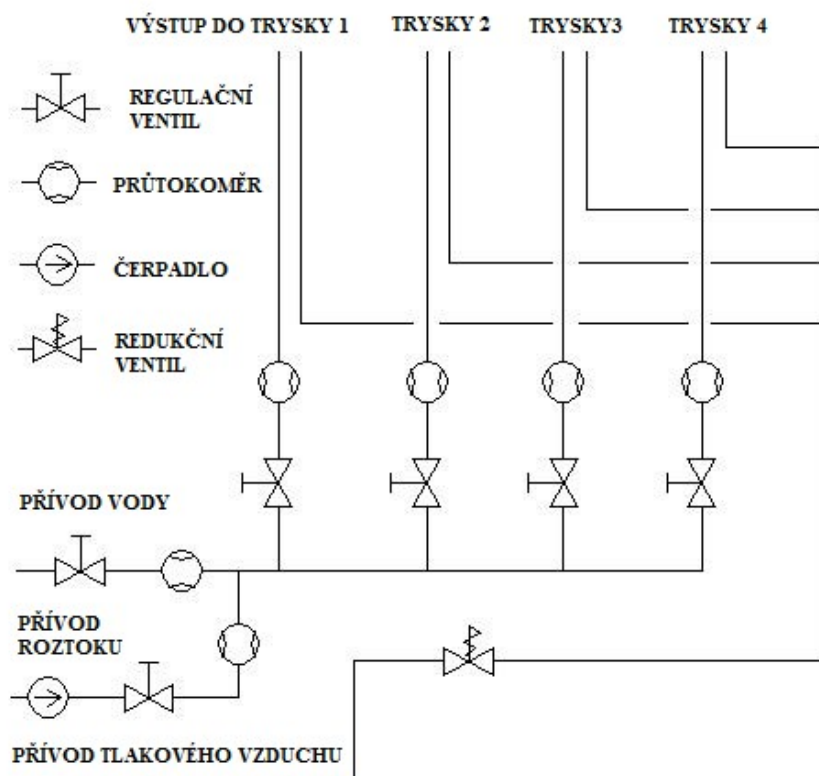 VÝSTUP DO TRYSKY 1
TRYSKY 2
TRYSKY3
TRYSKY 4
REGULAČNÍ
VENTIL
PRŮTOKOMĚR
ČERPADLO
REDUKČNÍ
VENTIL
PŘÍVOD VODY
PŘÍVOD
ROZTOKU
PŘÍVOD TLAKOVÉHO VZDUCHU